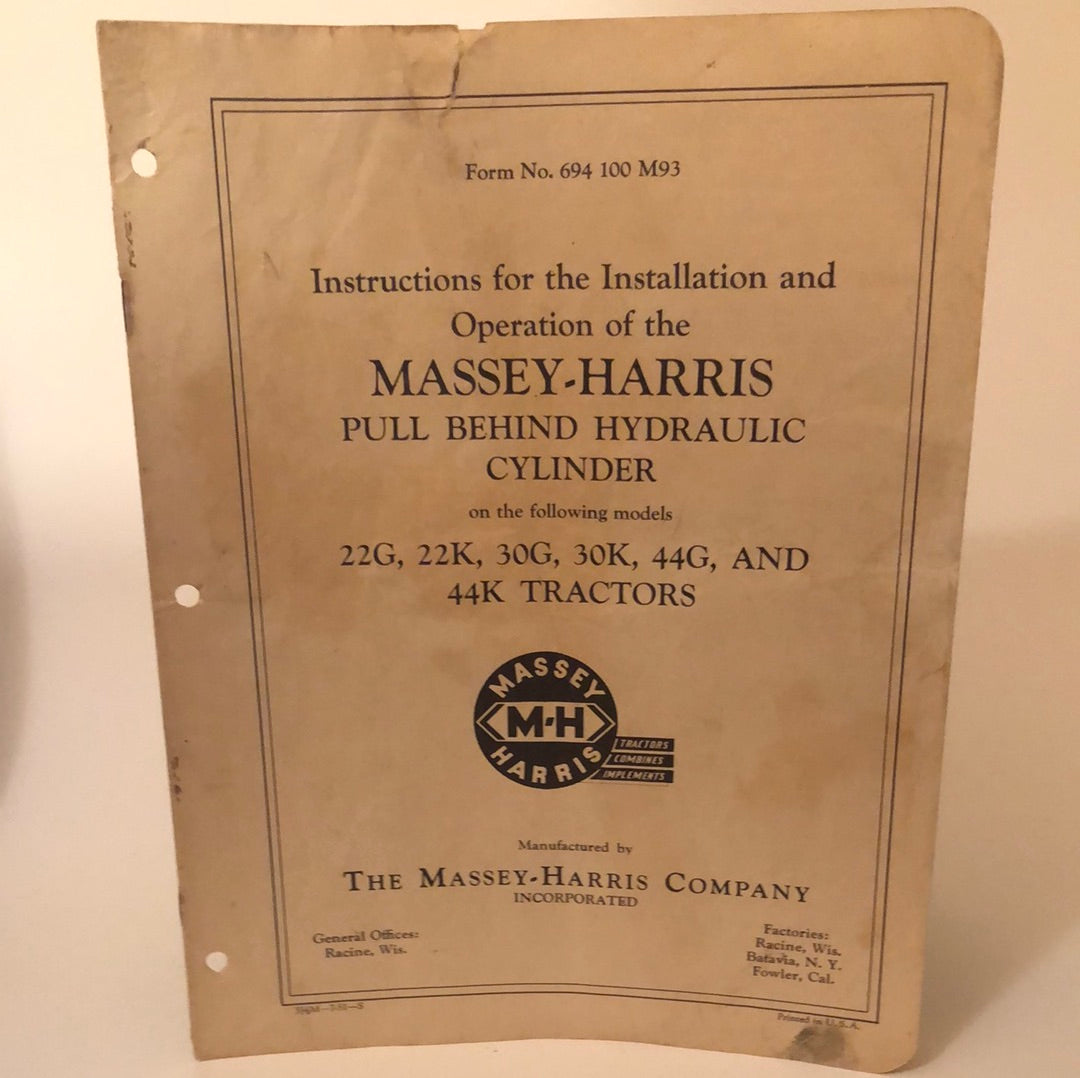 Form No. 694 100 M93
Instructions for the Installation and
Operation of the
MASSEY-HARRIS
PULL BEHIND HYDRAULIC
CYLINDER
on the following models
22G, 22K, 30G, 30K, 44G, AND
44K TRACTORS
MASSEY
M-H
HARRIS
TRACTORS
COMBINES
IMPLEMENTS
Manufactured by
THE MASSEY-HARRIS COMPANY
INCORPORATED
General Offices:
Racine, Wis.
Factories:
Racine, Wis.
Batavia, N. Y.
Fowler, Cal.
Printed in U.S.A.